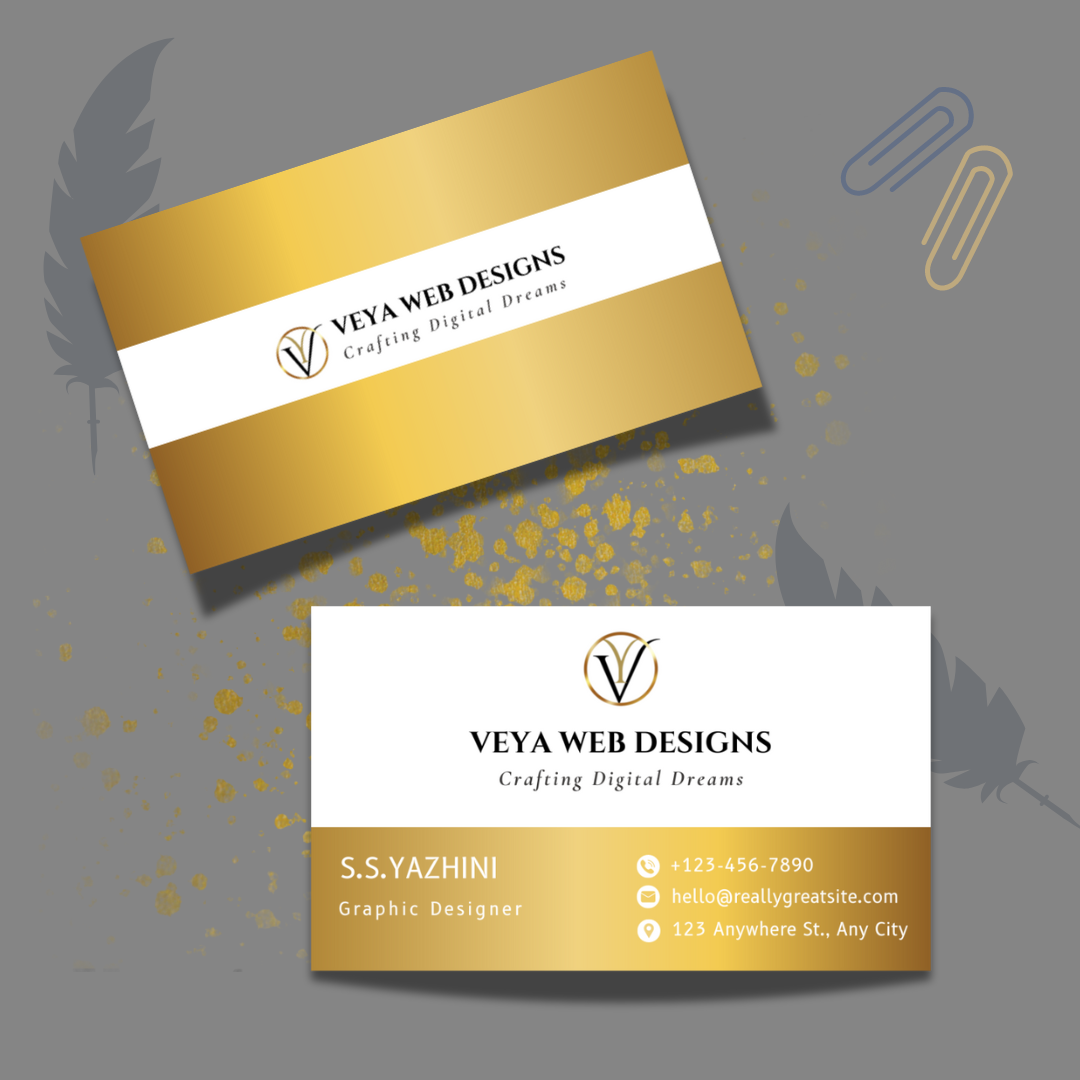 VEYA WEB DESIGNS
Crafting Digital Dreams
VEYA WEB DESIGNS
Crafting Digital Dreams
S.S.YAZHINI
Graphic Designer
+123-456-7890
hello@reallygreatsite.com
123 Anywhere St., Any City